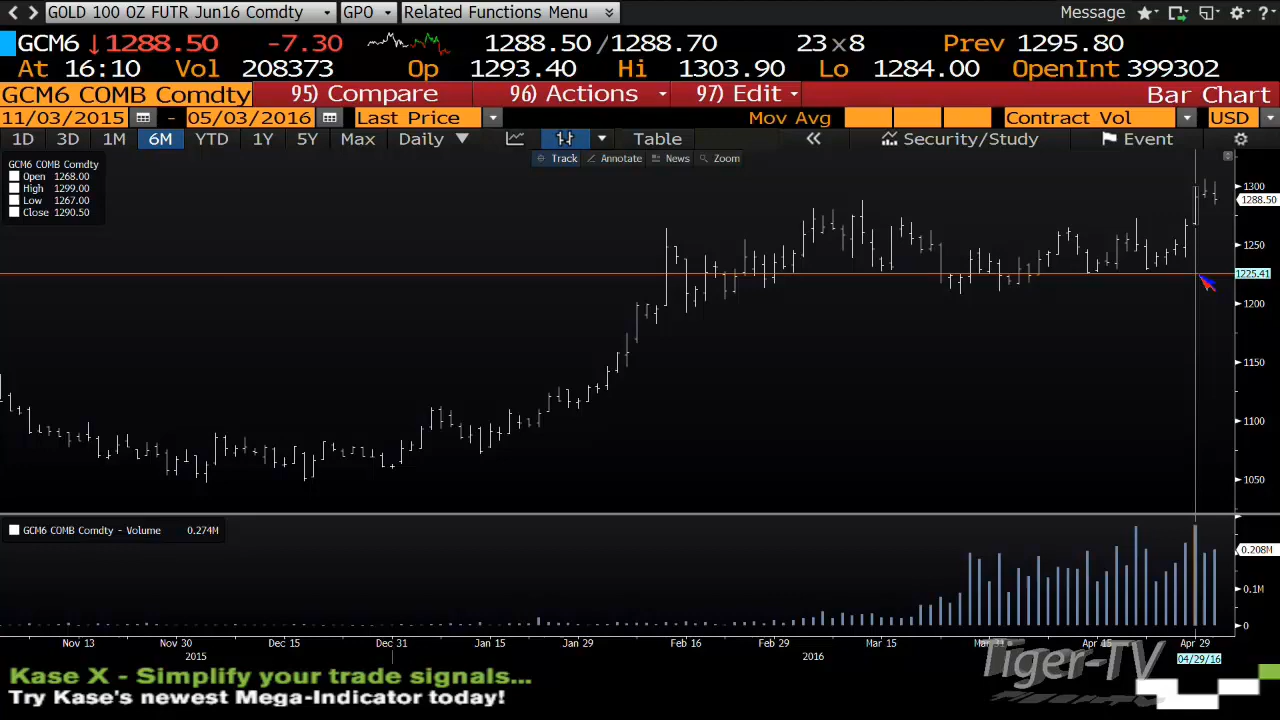 GOLD 100 OZ FUTR Jun16 Comdty GPO Related Functions Menu Message
GCM6 ↓1288.50 -7.30 1288.50/1288.70 23x8 Prev 1295.80
At 16:10 Vol 208373 Op 1293.40 Hi 1303.90 Lo 1284.00 OpenInt 399302
GCM6 COMB Comdty 95) Compare 96) Actions 97) Edit Bar Chart
11/03/2015 - 05/03/2016 Last Price Mov Avg Contract Vol USD
1D 3D 1M 6M YTD 1Y 5Y Max Daily Table « Security/Study Event
Track Annotate News Zoom
GCM6 COMB Comdty
Open 1268.00
High 1299.00
Low 1267.00
Close 1290.50
1300
1288.50
1250
1225.41
1200
1150
1100
1050
GCM6 COMB Comdty - Volume 0.274M
0.208M
0.1M
0
Nov 13 Nov 30 Dec 15 Dec 31 Jan 15 Jan 29 Feb 16 Feb 29 Mar 15 Mar 31 Apr 15 Apr 29
2015 2016 04/29/16
Tiger-TV
Kase X - Simplify your trade signals...
Try Kase's newest Mega-Indicator today!